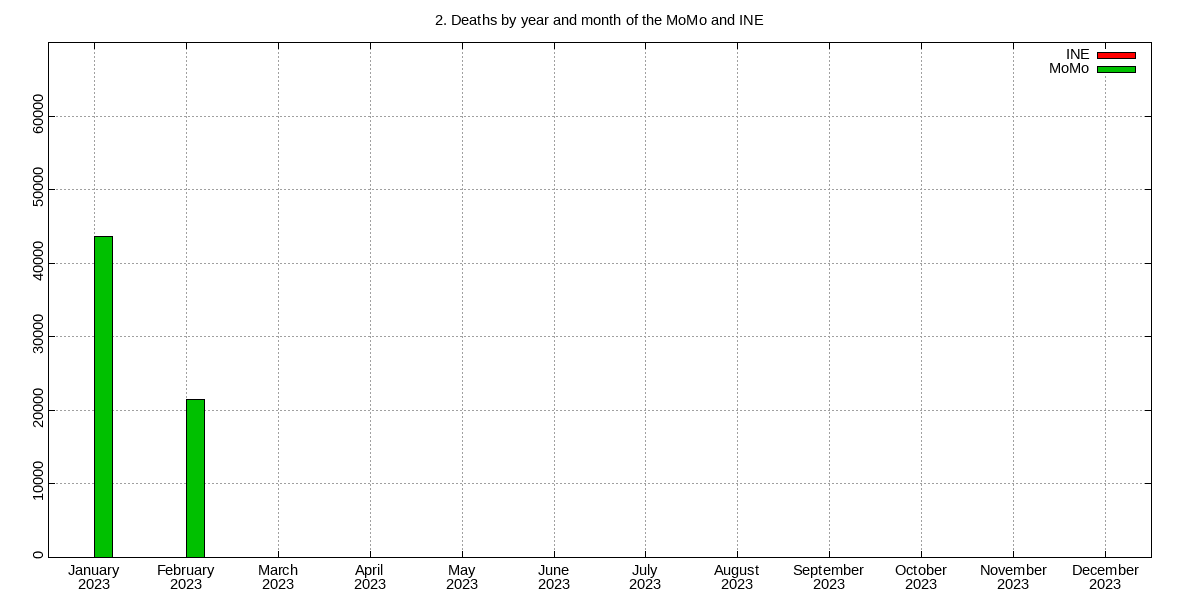 2. Deaths by year and month of the MoMo and INE
INE
MoMo
60000
50000
40000
30000
20000
10000
0
January February March April May June July August September October November December
2023 2023 2023 2023 2023 2023 2023 2023 2023 2023 2023 2023